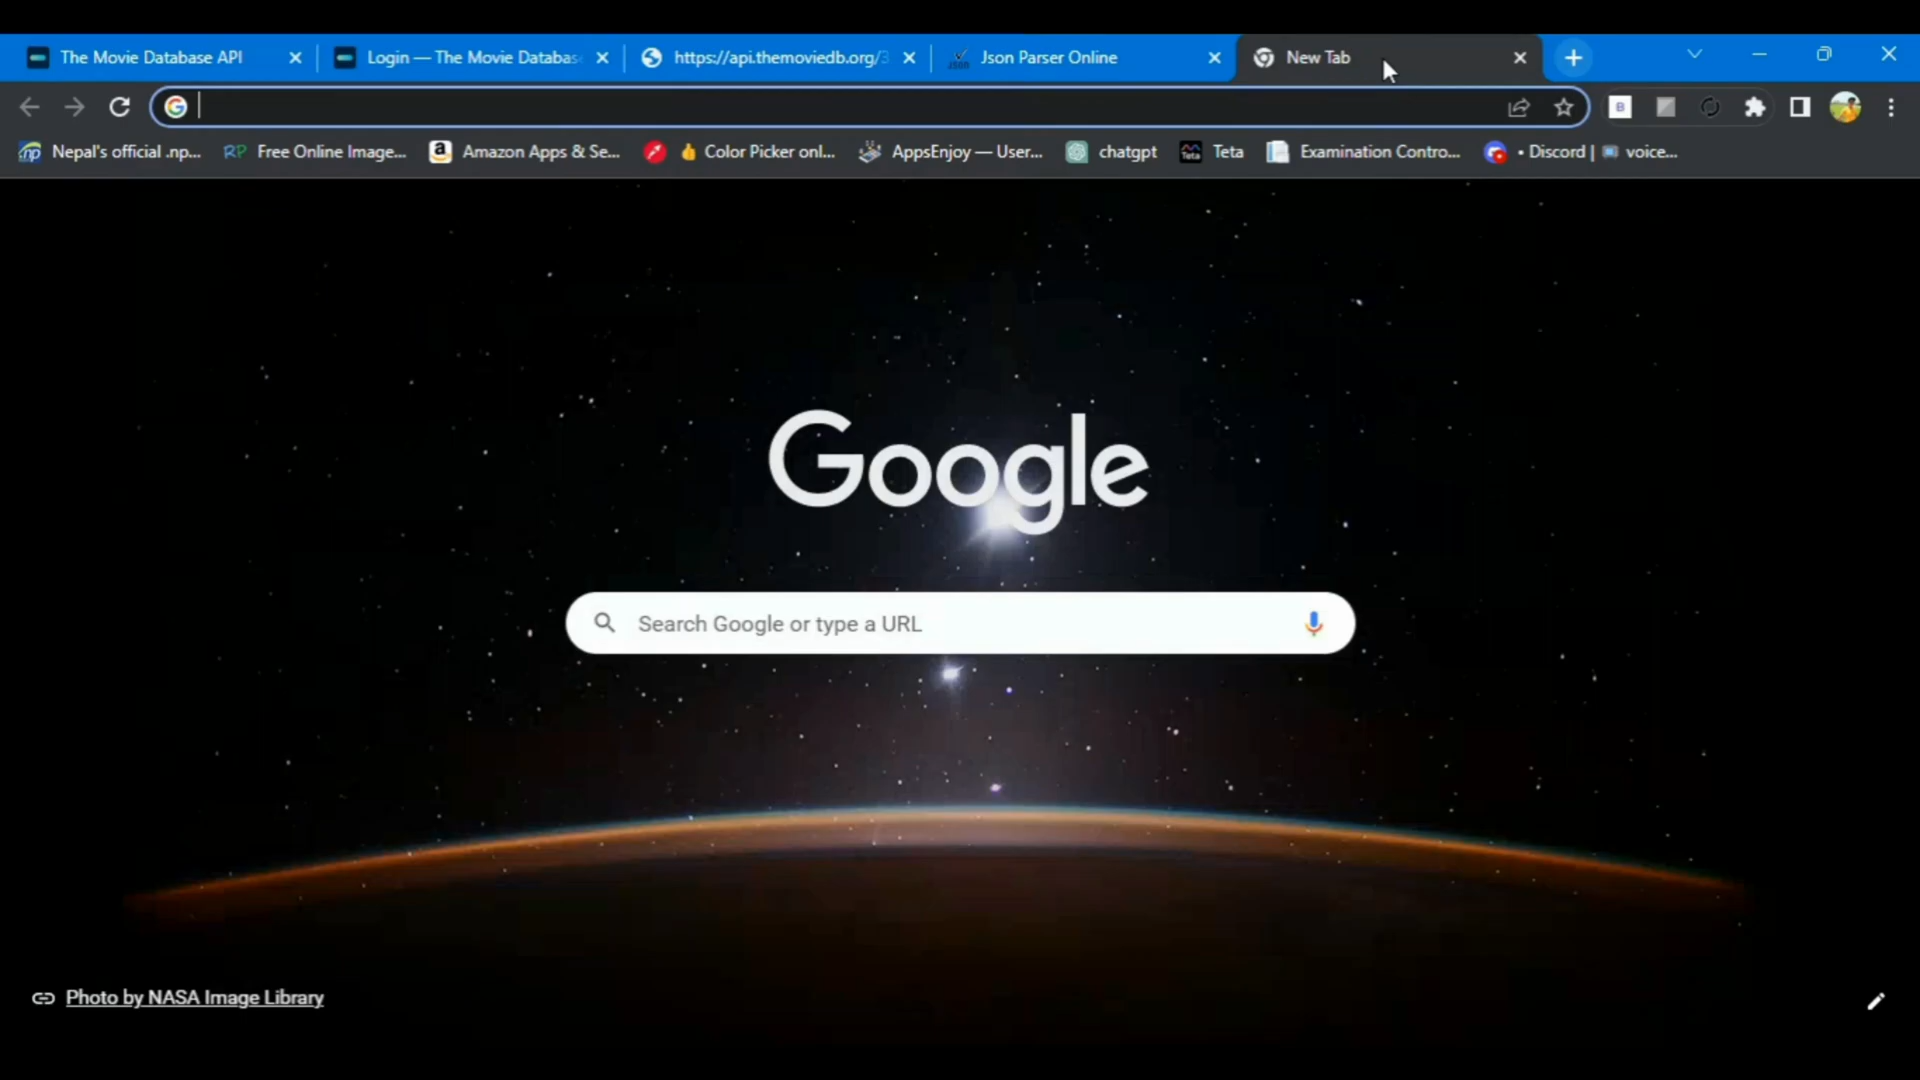 The Movie Database API
Login — The Movie Databas
https://api.themoviedb.org/3
Json Parser Online
New Tab
Nepal's official .np...
RP Free Online Image...
Amazon Apps & Se...
👍 Color Picker onl...
AppsEnjoy — User...
chatgpt
Teta
Examination Contro...
• Discord | voice...
Google
Search Google or type a URL
Photo by NASA Image Library